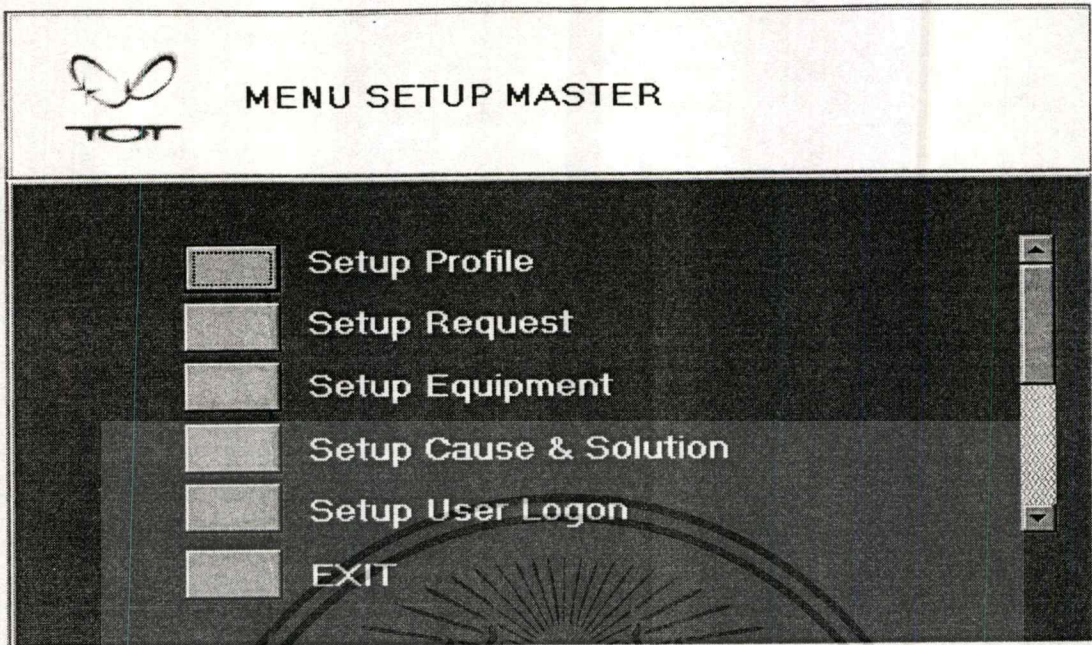 TOT
MENU SETUP MASTER
Setup Profile
Setup Request
Setup Equipment
Setup Cause & Solution
Setup User Logon
EXIT